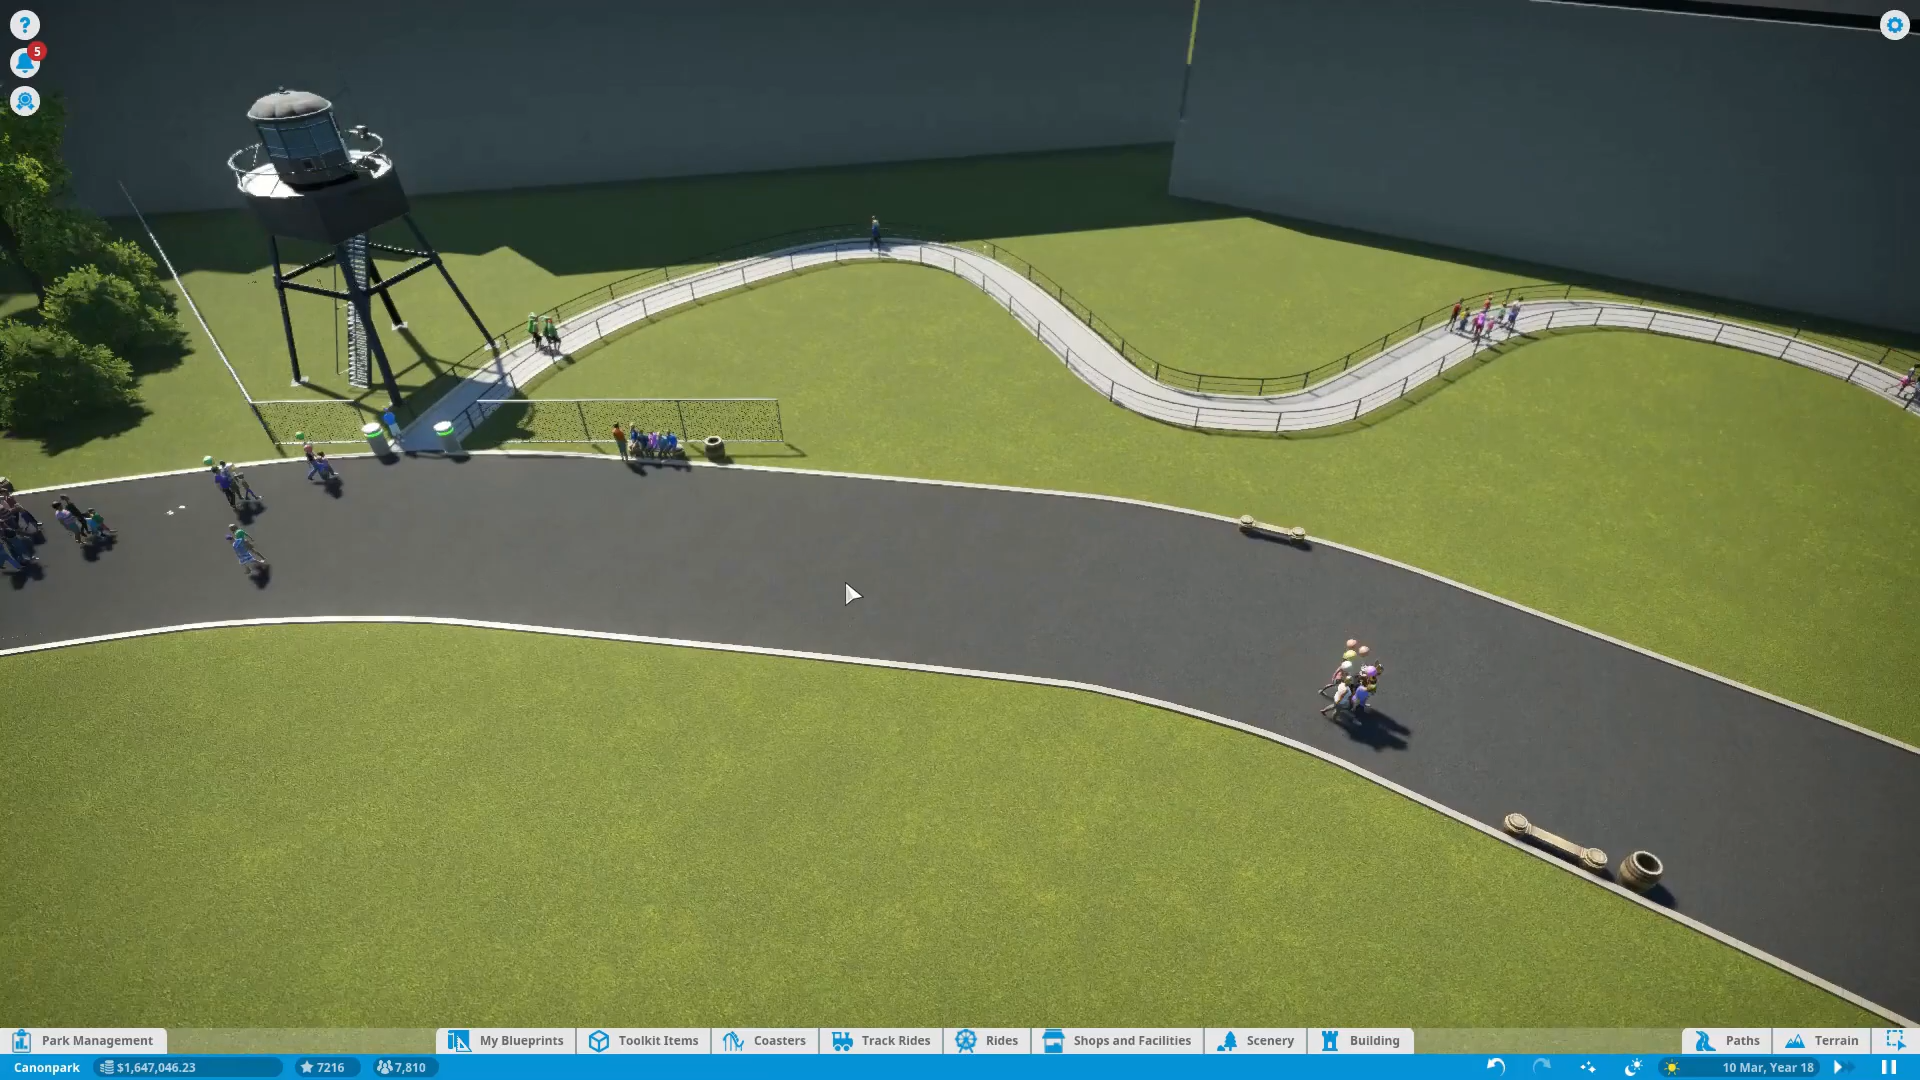 ?
5
Park Management
My Blueprints
Toolkit Items
Coasters
Track Rides
Rides
Shops and Facilities
Scenery
Building
Paths
Terrain
Canonpark
$1,647,046.23
7216
7,810
10 Mar, Year 18